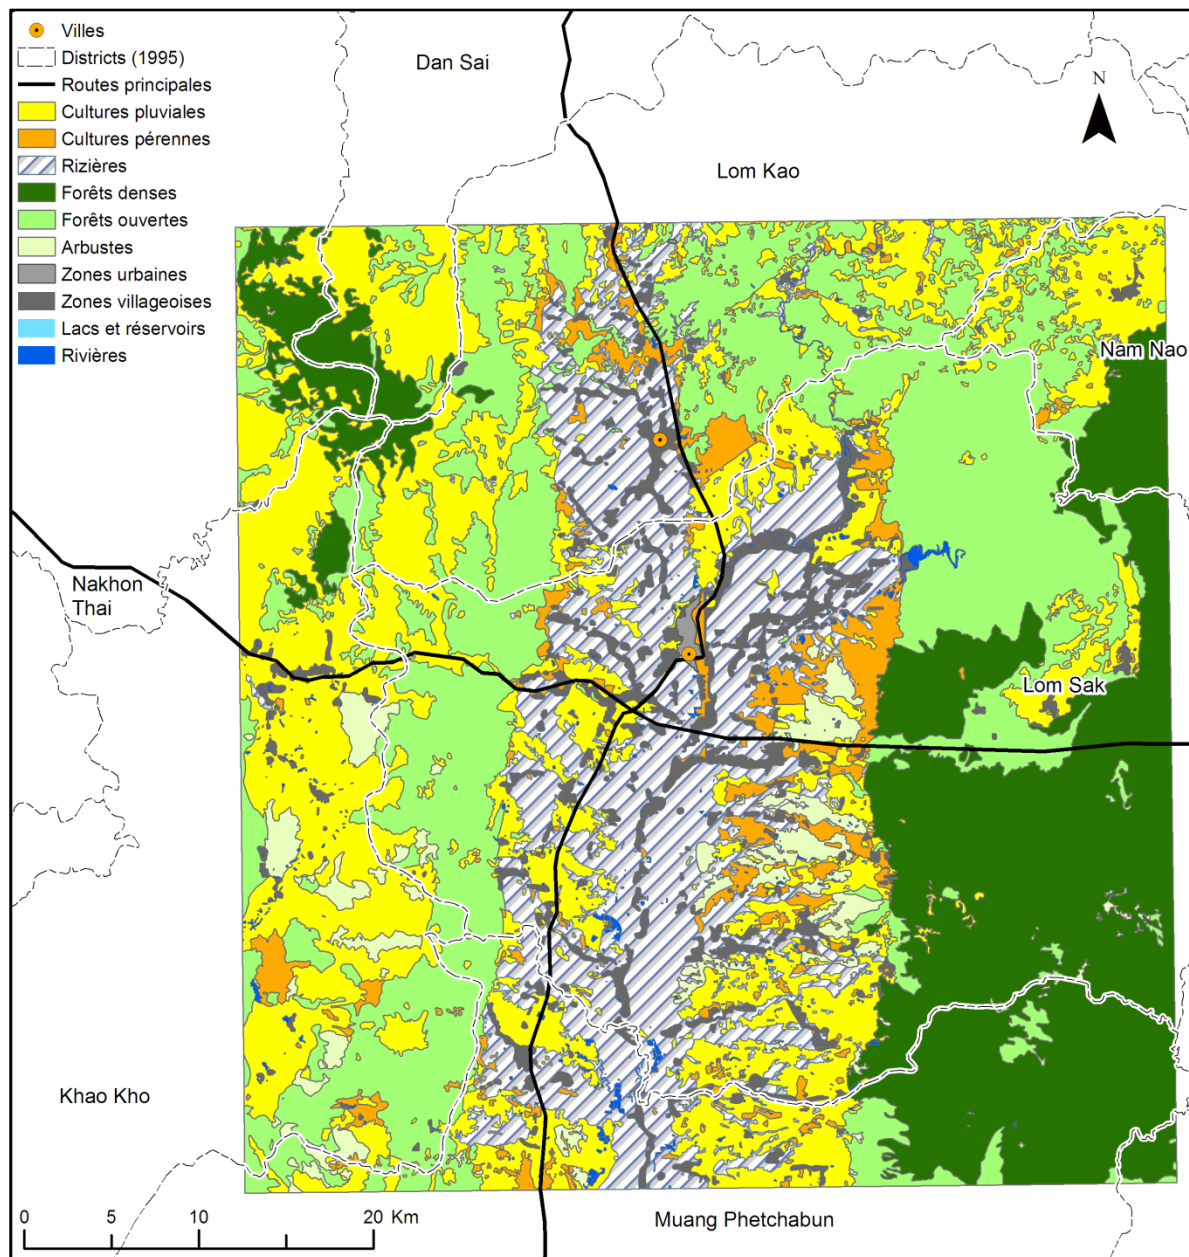 Villes
Districts (1995)
Routes principales
Cultures pluviales
Cultures pérennes
Rizières
Forêts denses
Forêts ouvertes
Arbustes
Zones urbaines
Zones villageoises
Lacs et réservoirs
Rivières
Dan Sai
N
Lom Kao
Nam Nao
Nakhon
Thai
Lom Sak
Khao Kho
Muang Phetchabun
0 5 10 20 Km